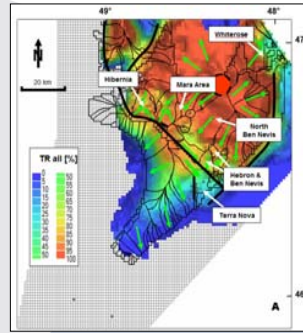 49°
48°
Whiterose
47
N
20 km
Hibernia
Mara Area
North
Ben Nevis
TR all [%]
0
5
10
15
20
25
30
35
40
45
50
50
55
60
65
70
75
80
85
90
95
100
Hebron &
Ben Nevis
Terra Nova
46
A